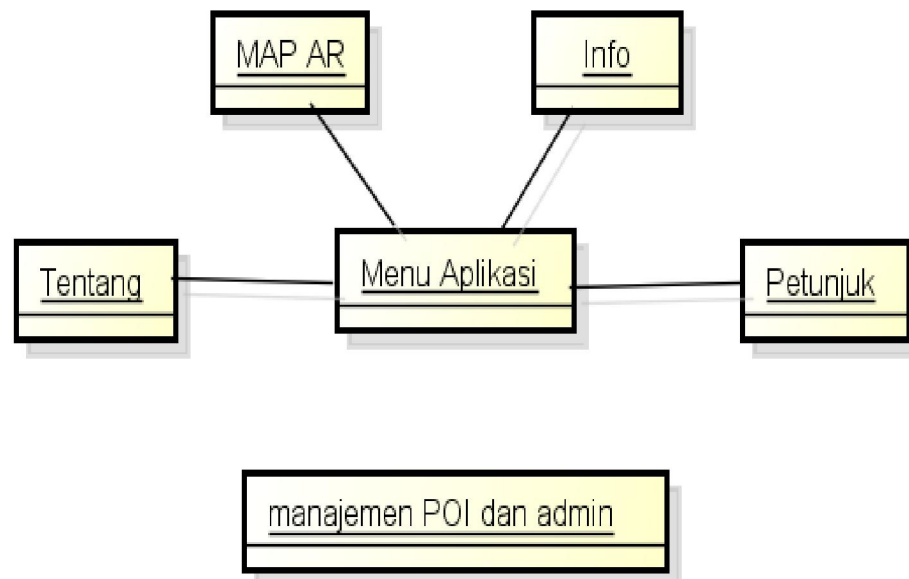 MAP AR
Info
Tentang
Menu Aplikasi
Petunjuk
manajemen POI dan admin